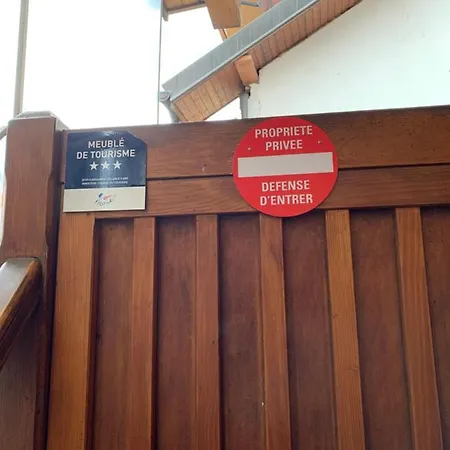 MEUBLÉ
DE TOURISME
★★★
PROPRIETE
PRIVEE
DEFENSE
D'ENTRER